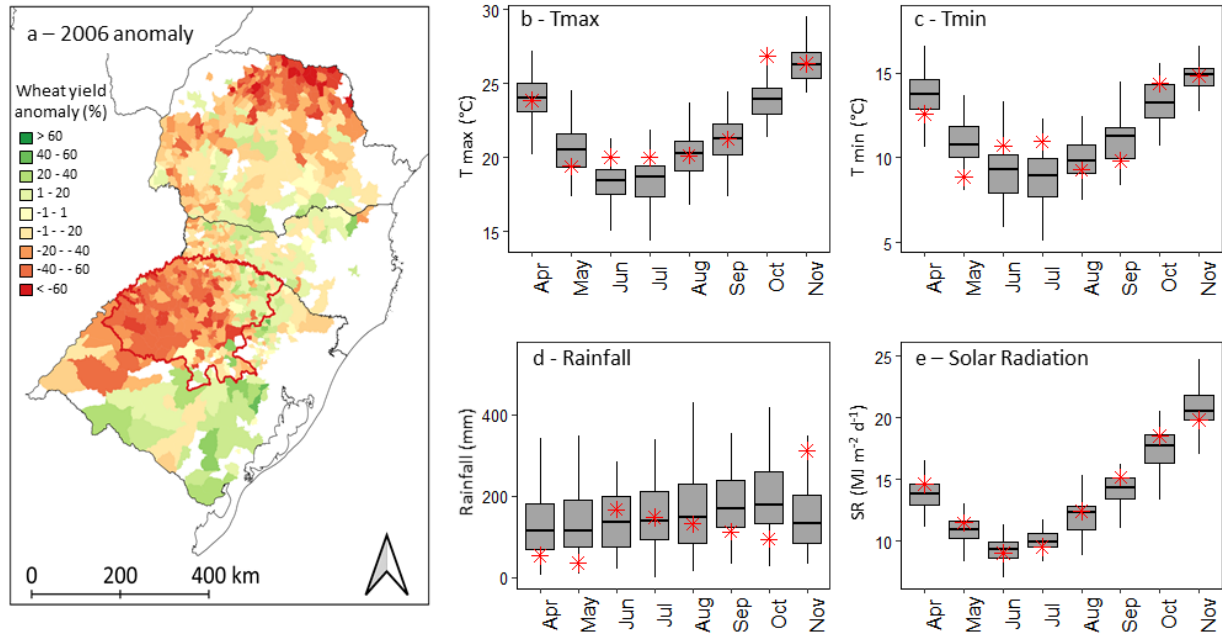 a – 2006 anomaly
Wheat yield
anomaly (%)
> 60
40 - 60
20 - 40
1 - 20
-1 - 1
-1 - -20
-20 - -40
-40 - -60
< -60
0 200 400 km
b - Tmax
T max (°C)
30
25
20
15
Apr May Jun Jul Aug Sep Oct Nov
c - Tmin
T min (°C)
15
10
5
Apr May Jun Jul Aug Sep Oct Nov
d - Rainfall
Rainfall (mm)
400
200
0
Apr May Jun Jul Aug Sep Oct Nov
e – Solar Radiation
SR (MJ m⁻² d⁻¹)
25
20
15
10
Apr May Jun Jul Aug Sep Oct Nov